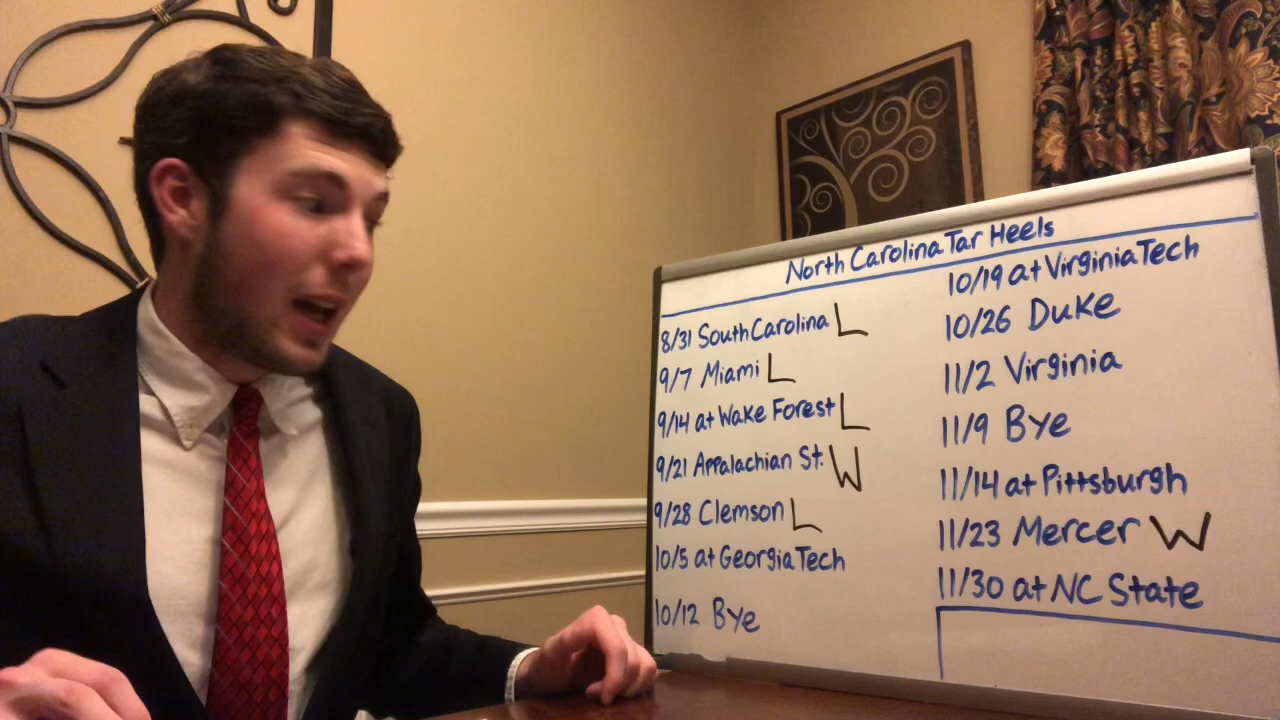 North Carolina Tar Heels
8/31 South Carolina L
9/7 Miami L
9/14 at Wake Forest L
9/21 Appalachian St. W
9/28 Clemson L
10/5 at Georgia Tech
10/12 Bye
10/19 at Virginia Tech
10/26 Duke
11/2 Virginia
11/9 Bye
11/14 at Pittsburgh
11/23 Mercer W
11/30 at NC State